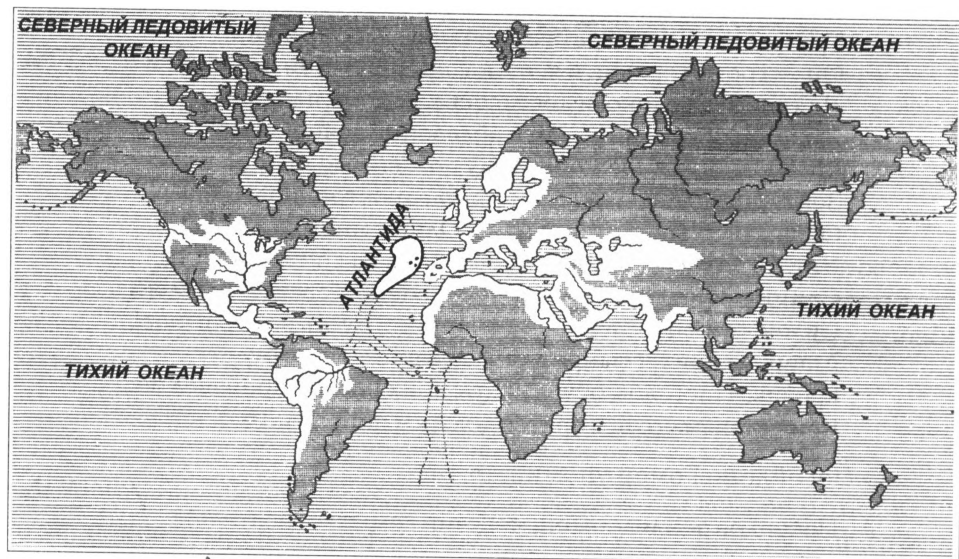 СЕВЕРНЫЙ ЛЕДОВИТЫЙ
ОКЕАН
СЕВЕРНЫЙ ЛЕДОВИТЫЙ ОКЕАН
АТЛАНТИДА
ТИХИЙ ОКЕАН
ТИХИЙ ОКЕАН